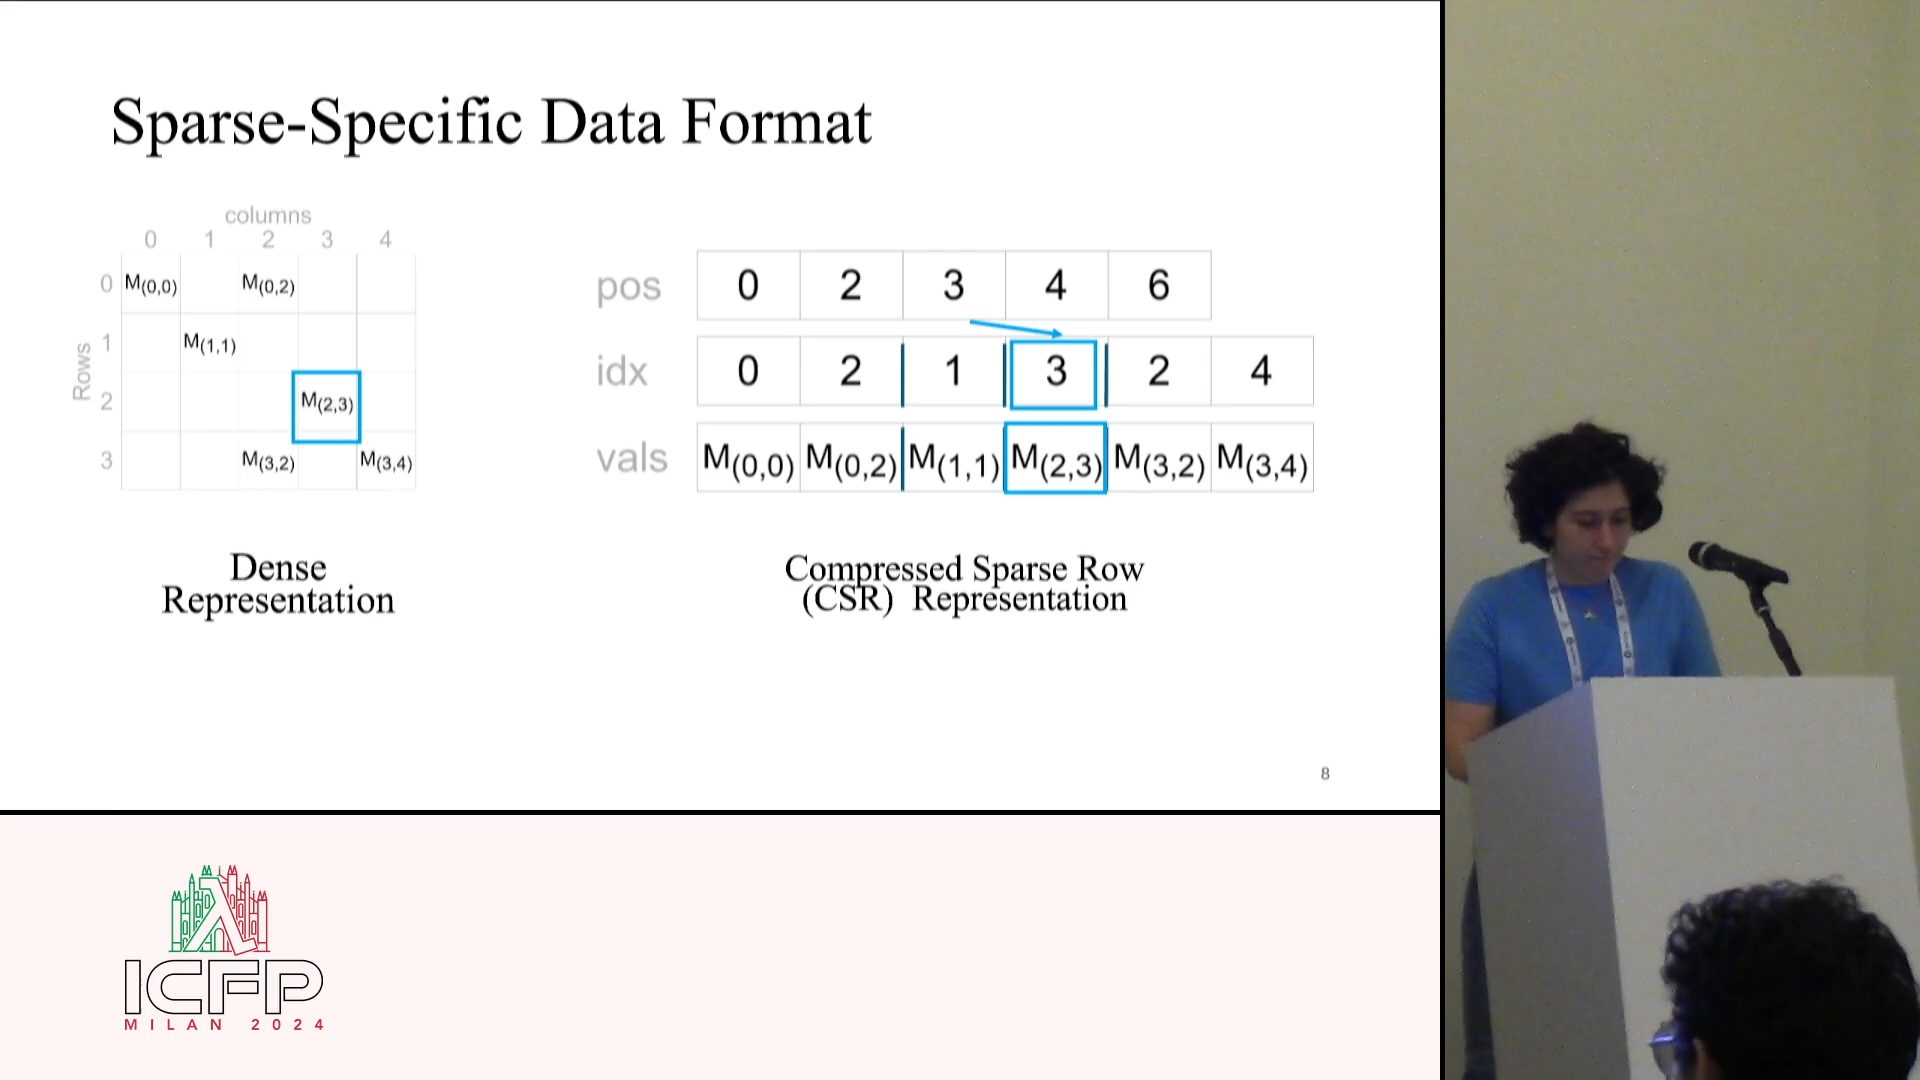 Sparse-Specific Data Format
columns
0 1 2 3 4
Rows
0 M(0,0) M(0,2)
1 M(1,1)
2 M(2,3)
3 M(3,2) M(3,4)
Dense
Representation
pos 0 2 3 4 6
idx 0 2 1 3 2 4
vals M(0,0) M(0,2) M(1,1) M(2,3) M(3,2) M(3,4)
Compressed Sparse Row
(CSR) Representation
8
ICFP
MILAN 2024